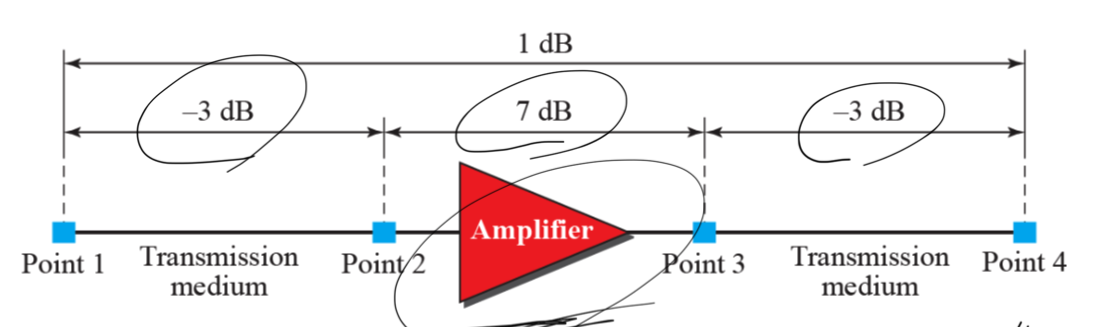 1 dB
–3 dB
7 dB
–3 dB
Amplifier
Point 1
Transmission
medium
Point 2
Point 3
Transmission
medium
Point 4